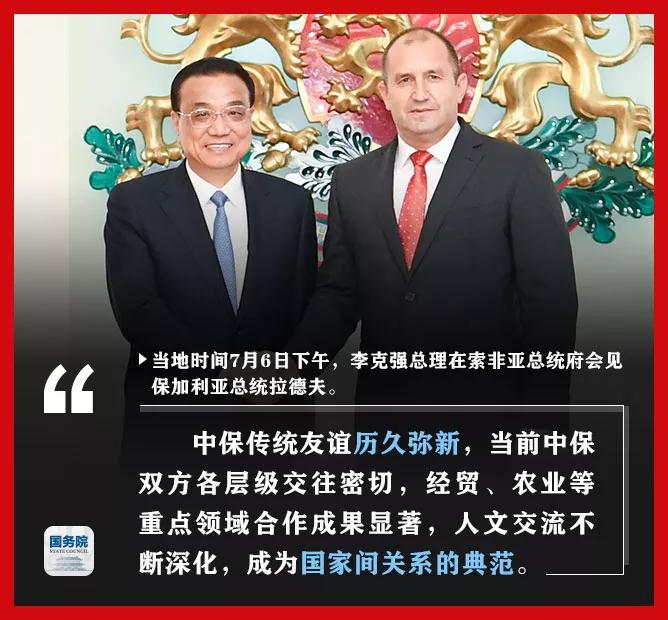 当地时间7月6日下午，李克强总理在索非亚总统府会见
保加利亚总统拉德夫。
中保传统友谊历久弥新，当前中保
双方各层级交往密切，经贸、农业等
重点领域合作成果显著，人文交流不
断深化，成为国家间关系的典范。
国务院
STATE COUNCIL